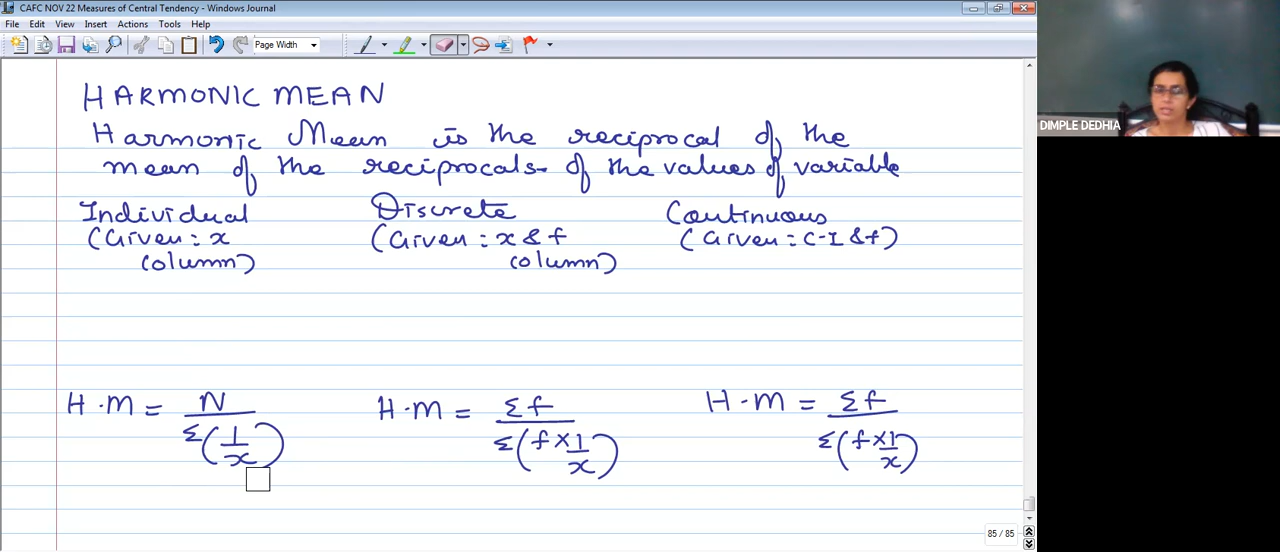 CAFC NOV 22 Measures of Central Tendency - Windows Journal
File Edit View Insert Actions Tools Help
Page Width
DIMPLE DEDHIA
HARMONIC MEAN
Harmonic Mean is the reciprocal of the
mean of the reciprocals of the values of variable
Individual Discrete Continuous
(Given: x (Given: x & f (Given: C-I & f)
column) column)
H.M = N / Σ(1/x) H.M = Σf / Σ(f×1/x) H.M = Σf / Σ(f×1/x)
85 / 85